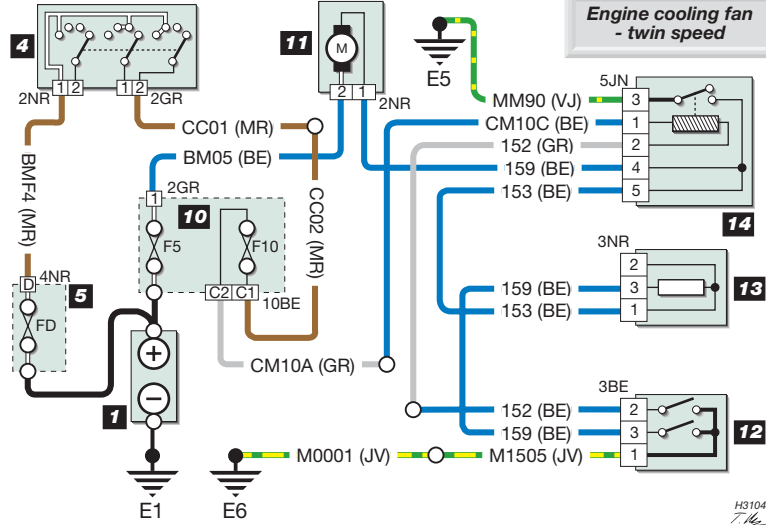 Engine cooling fan
- twin speed
4
1 2
1 2
2NR
2GR
11
M
2 1
2NR
E5
5JN
MM90 (VJ)
3
CM10C (BE)
1
152 (GR)
2
159 (BE)
4
153 (BE)
5
14
CC01 (MR)
BM05 (BE)
BMF4 (MR)
CC02 (MR)
1
2GR
10
F5
F10
C2 C1
10BE
D
4NR
5
FD
CM10A (GR)
+
−
1
3NR
2
159 (BE)
3
13
153 (BE)
1
3BE
152 (BE)
2
159 (BE)
3
12
M0001 (JV)
M1505 (JV)
1
E1
E6
H3104